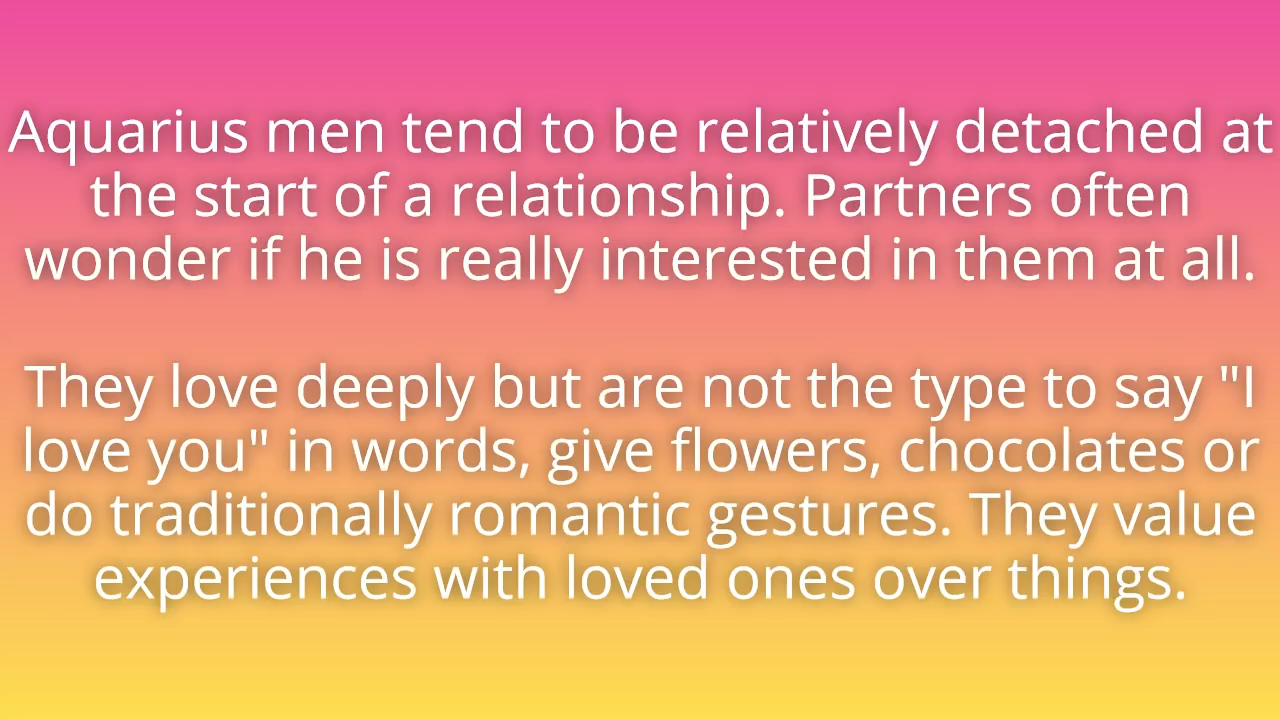 Aquarius men tend to be relatively detached at
the start of a relationship. Partners often
wonder if he is really interested in them at all.
They love deeply but are not the type to say "I
love you" in words, give flowers, chocolates or
do traditionally romantic gestures. They value
experiences with loved ones over things.